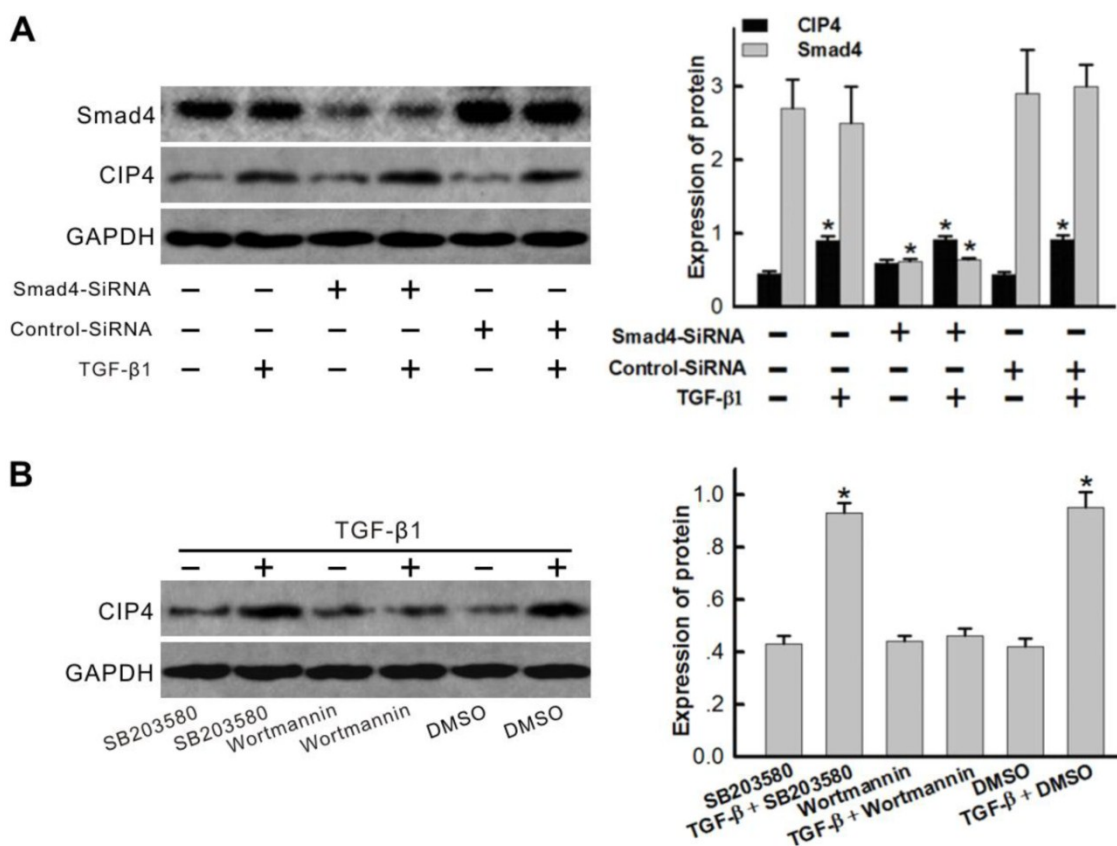 A
Smad4
CIP4
GAPDH
Smad4-SiRNA − − + + − −
Control-SiRNA − − − − + +
TGF-β1 − + − + − +
CIP4
Smad4
Expression of protein
3
2
1
0
* * * * *
Smad4-SiRNA − − + + − −
Control-SiRNA − − − − + +
TGF-β1 − + − + − +
B
TGF-β1
− + − + − +
CIP4
GAPDH
SB203580
SB203580
Wortmannin
Wortmannin
DMSO
DMSO
Expression of protein
1.0
.8
.6
.4
.2
0.0
* *
SB203580
TGF-β + SB203580
Wortmannin
TGF-β + Wortmannin
DMSO
TGF-β + DMSO